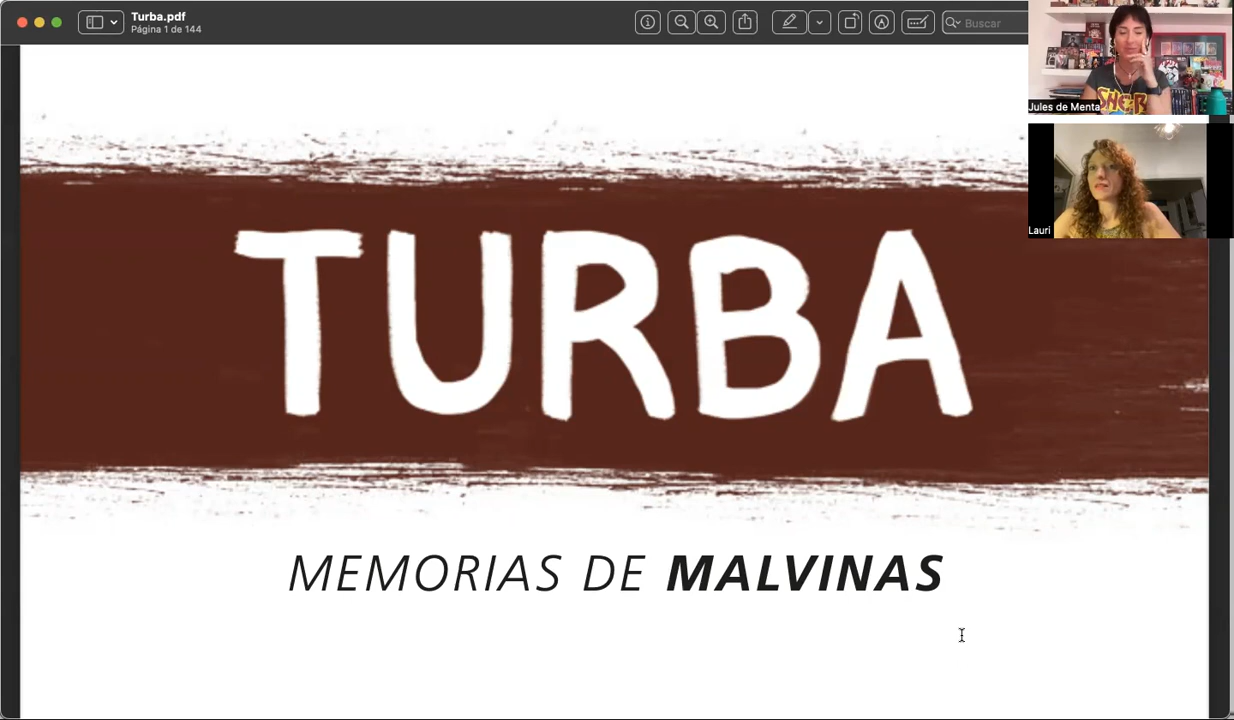 Turba.pdf
Página 1 de 144
Buscar
Jules de Menta
Lauri
TURBA
MEMORIAS DE MALVINAS